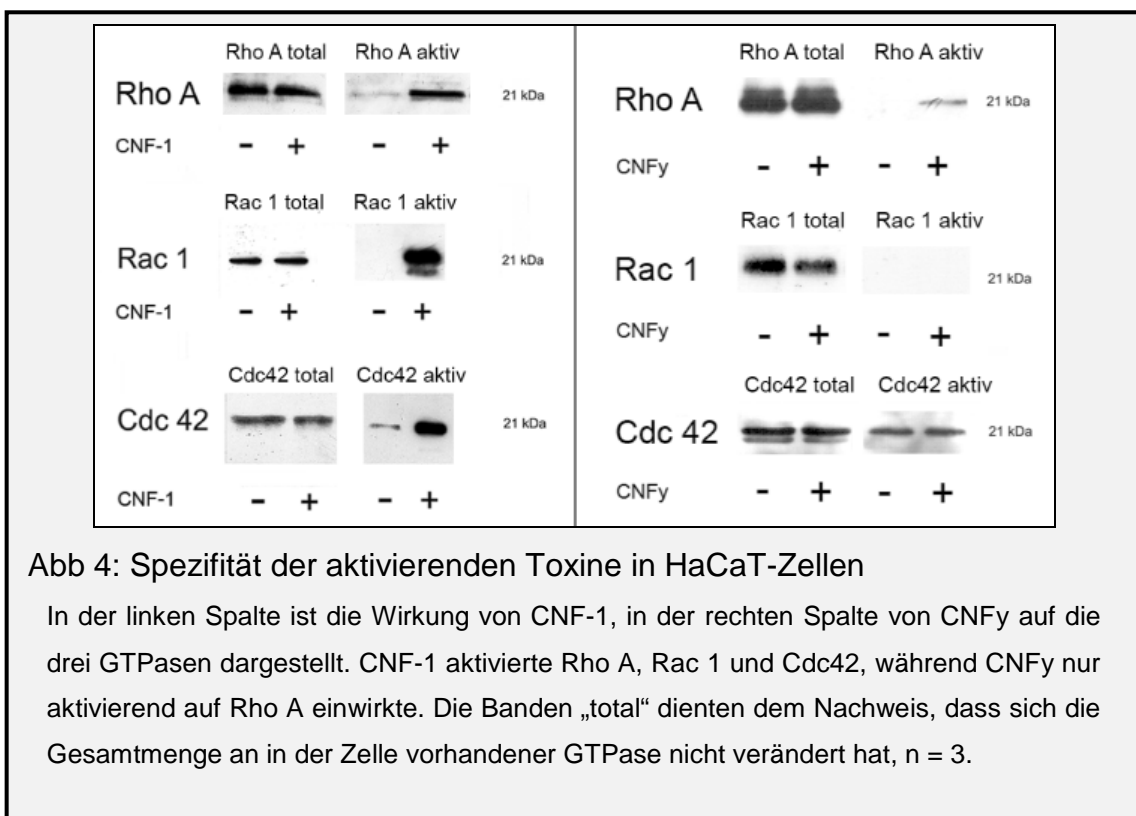 Rho A total Rho A aktiv
Rho A 21 kDa
CNF-1 - + - +
Rac 1 total Rac 1 aktiv
Rac 1 21 kDa
CNF-1 - + - +
Cdc42 total Cdc42 aktiv
Cdc 42 21 kDa
CNF-1 - + - +
Rho A total Rho A aktiv
Rho A 21 kDa
CNFy - + - +
Rac 1 total Rac 1 aktiv
Rac 1 21 kDa
CNFy - + - +
Cdc42 total Cdc42 aktiv
Cdc 42 21 kDa
CNFy - + - +
Abb 4: Spezifität der aktivierenden Toxine in HaCaT-Zellen
In der linken Spalte ist die Wirkung von CNF-1, in der rechten Spalte von CNFy auf die
drei GTPasen dargestellt. CNF-1 aktivierte Rho A, Rac 1 und Cdc42, während CNFy nur
aktivierend auf Rho A einwirkte. Die Banden „total“ dienten dem Nachweis, dass sich die
Gesamtmenge an in der Zelle vorhandener GTPase nicht verändert hat, n = 3.